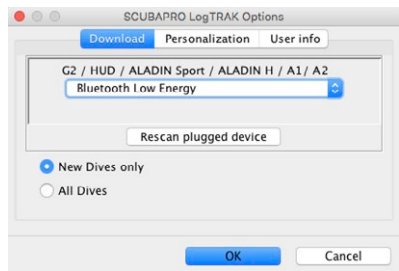 SCUBAPRO LogTRAK Options
Download Personalization User info
G2 / HUD / ALADIN Sport / ALADIN H / A1/ A2
Bluetooth Low Energy
Rescan plugged device
New Dives only
All Dives
OK Cancel